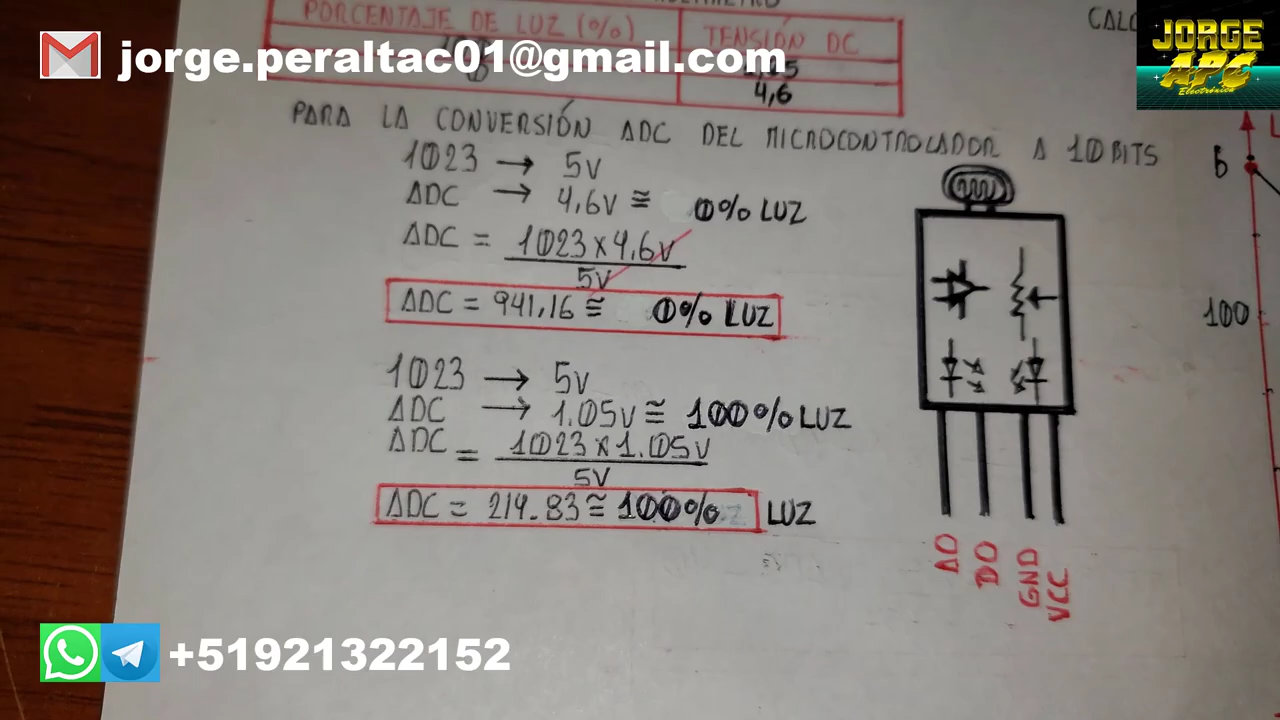 PORCENTAJE DE LUZ (%) TENSIÓN DC
4,6
jorge.peraltac01@gmail.com
JORGE
APC
Electrónica
PARA LA CONVERSIÓN ADC DEL MICROCONTROLADOR A 10 BITS
1023 → 5V
ADC → 4,6V ≅ 0% LUZ
ADC = 1023 x 4,6V
5V
ADC = 941,16 ≅ 0% LUZ
1023 → 5V
ADC → 1.05V ≅ 100% LUZ
ADC = 1023 x 1.05V
5V
ADC = 214.83 ≅ 100% LUZ
AO
DO
GND
VCC
100
+51921322152